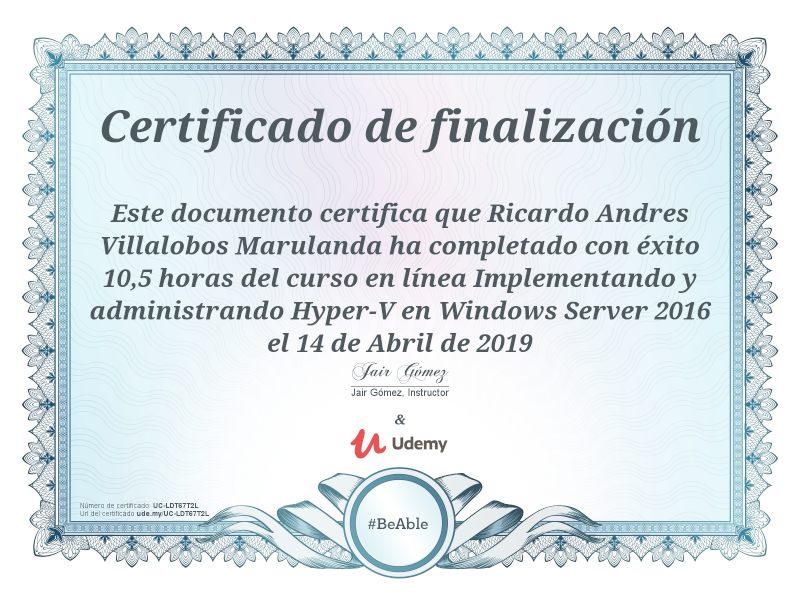 Certificado de finalización
Este documento certifica que Ricardo Andres
Villalobos Marulanda ha completado con éxito
10,5 horas del curso en línea Implementando y
administrando Hyper-V en Windows Server 2016
el 14 de Abril de 2019
Jair Gómez
Jair Gómez, Instructor
&
Udemy
Número de certificado: UC-LDT67T2L
Url del certificado ude.my/UC-LDT67T2L
#BeAble